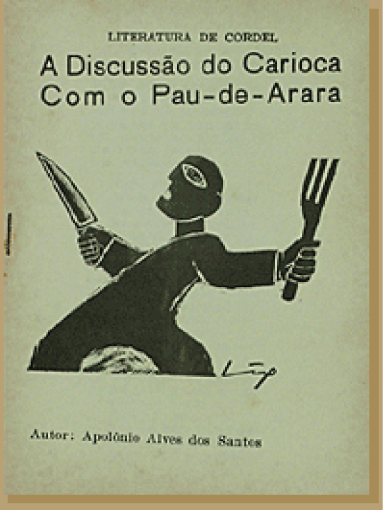 LITERATURA DE CORDEL
A Discussão do Carioca
Com o Pau-de-Arara
Autor: Apolônio Alves dos Santos